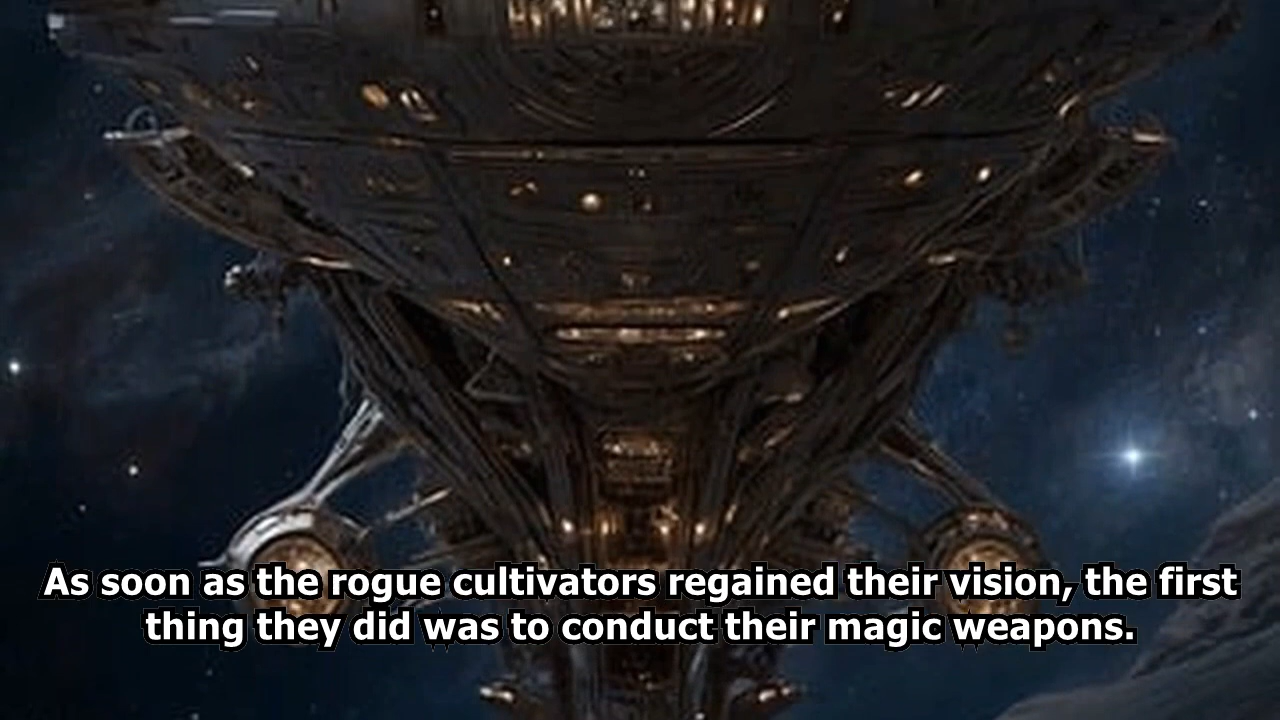 As soon as the rogue cultivators regained their vision, the first
thing they did was to conduct their magic weapons.